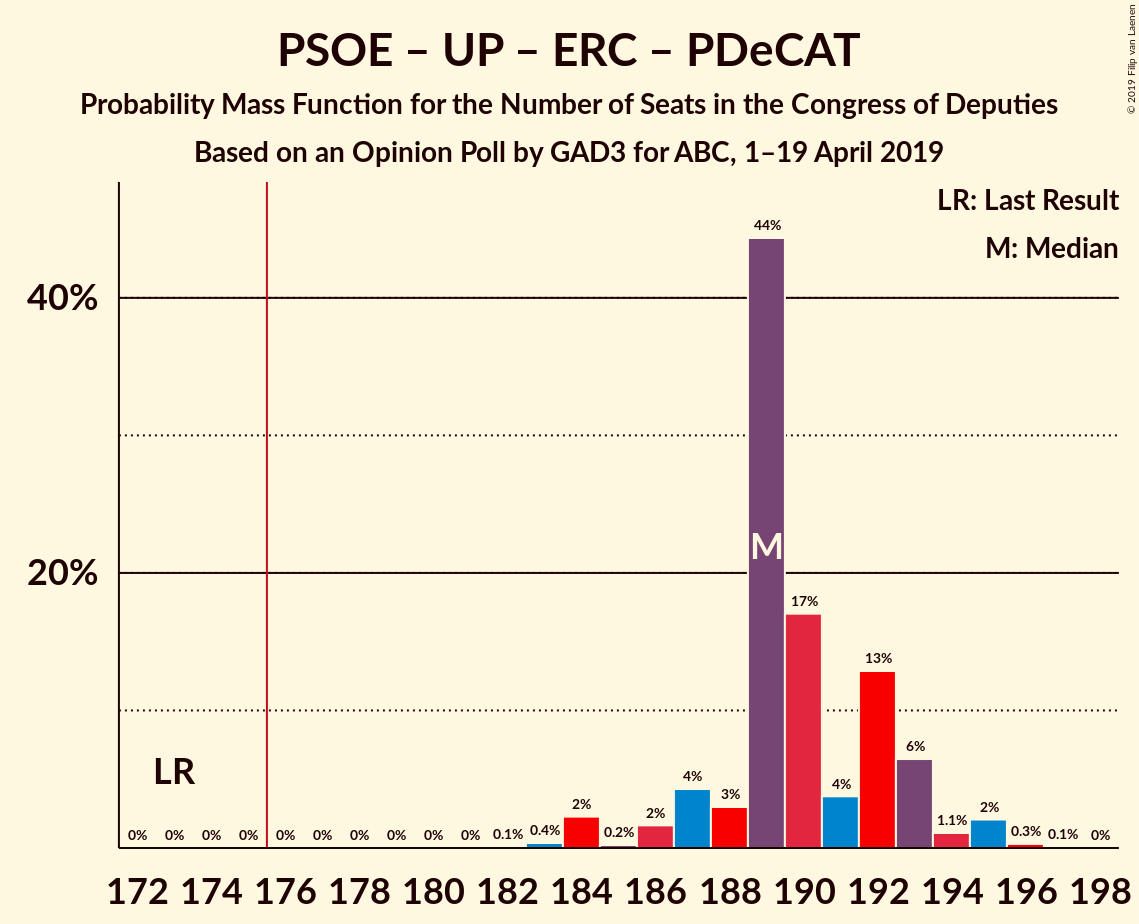 PSOE – UP – ERC – PDeCAT
Probability Mass Function for the Number of Seats in the Congress of Deputies
Based on an Opinion Poll by GAD3 for ABC, 1–19 April 2019
© 2019 Filip van Laenen
LR: Last Result
M: Median
40%
20%
44%
M
17%
13%
6%
4%
3%
4%
2%
0.2%
2%
1.1%
2%
0.3%
0.1%
0%
LR
0% 0% 0% 0% 0% 0% 0% 0% 0% 0% 0.1% 0.4%
172 174 176 178 180 182 184 186 188 190 192 194 196 198